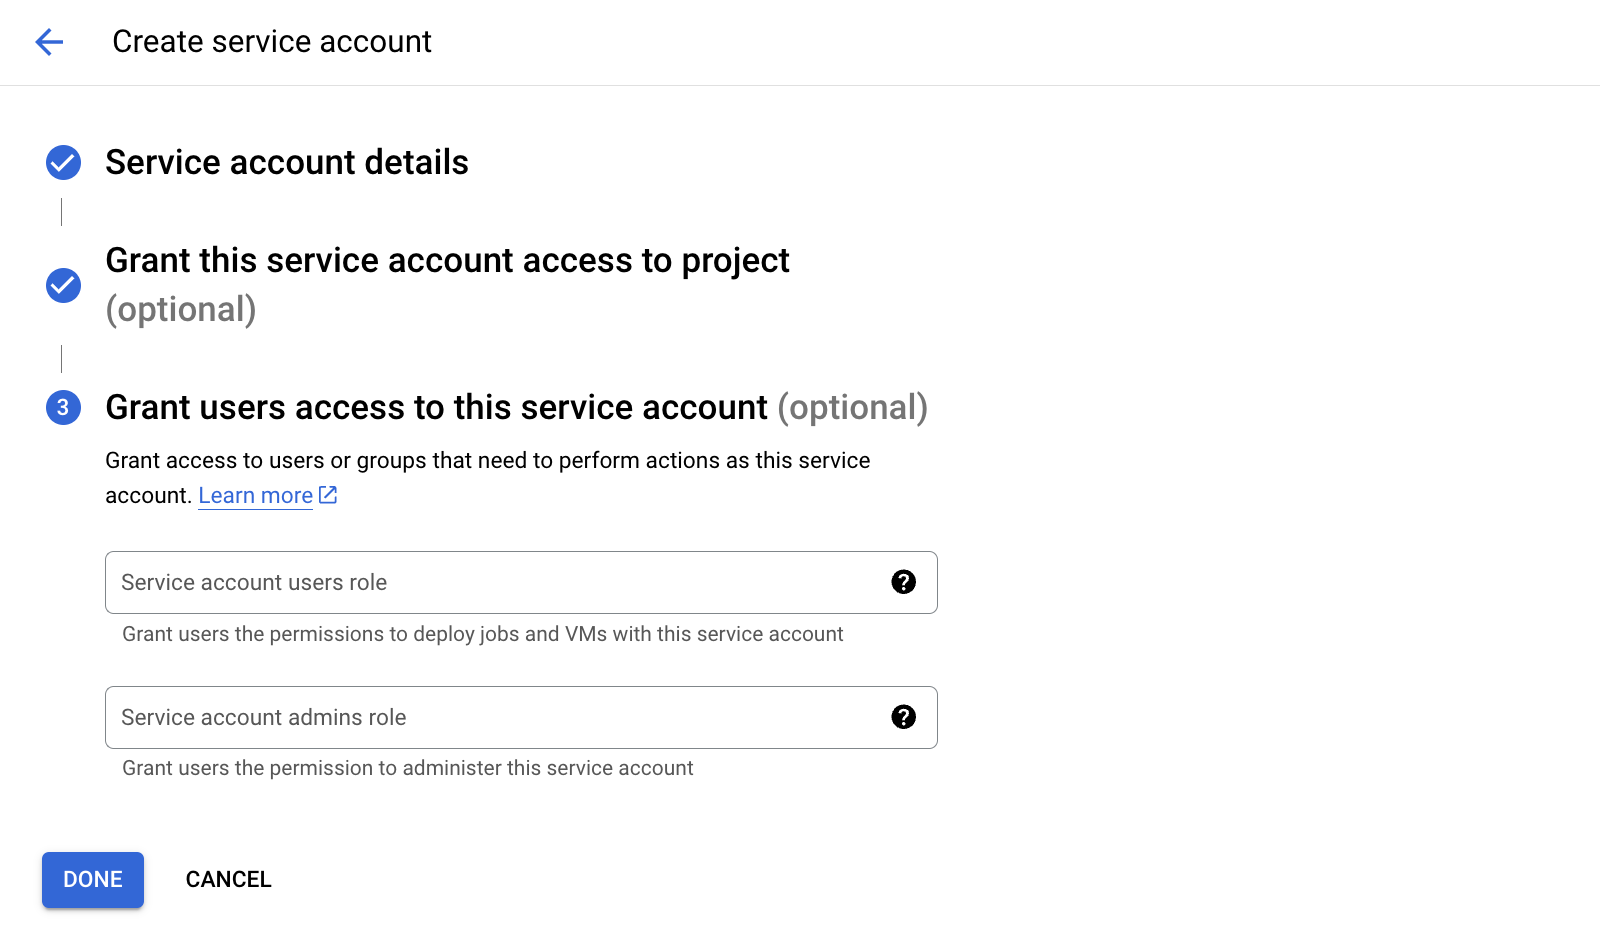 Create service account
Service account details
Grant this service account access to project
(optional)
3 Grant users access to this service account (optional)
Grant access to users or groups that need to perform actions as this service
account. Learn more
Service account users role ?
Grant users the permissions to deploy jobs and VMs with this service account
Service account admins role ?
Grant users the permission to administer this service account
DONE CANCEL